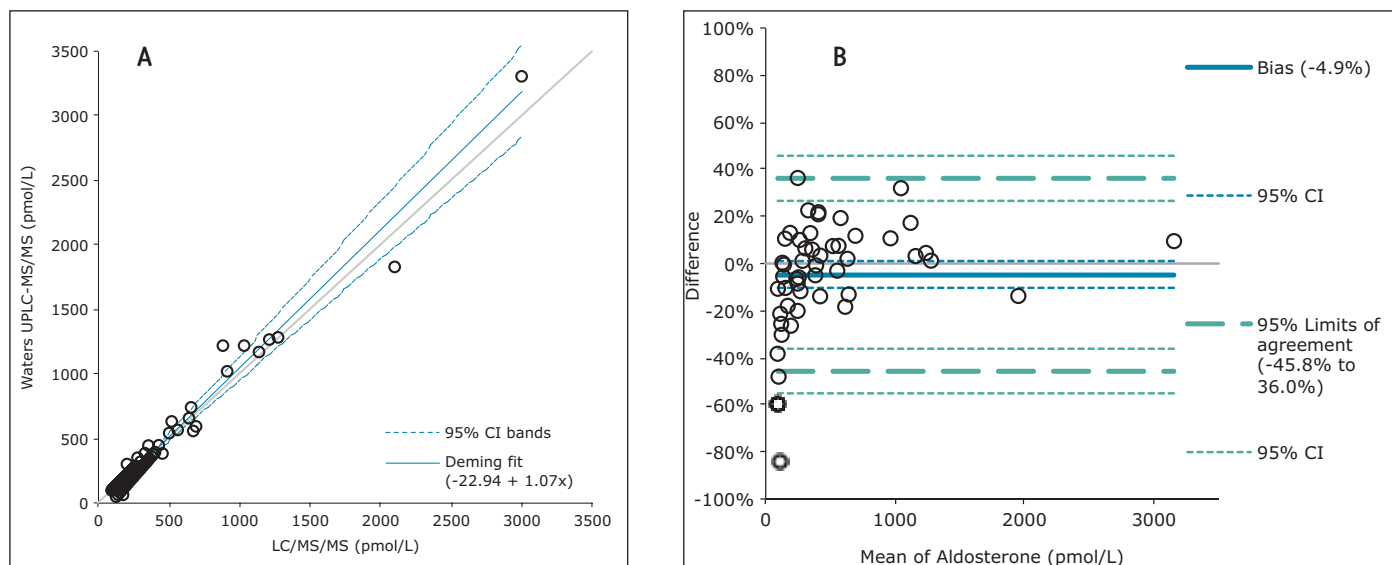 A
3500
3000
2500
2000
1500
1000
500
0
0 500 1000 1500 2000 2500 3000 3500
Waters UPLC-MS/MS (pmol/L)
LC/MS/MS (pmol/L)
95% CI bands
Deming fit
(-22.94 + 1.07x)
B
100%
80%
60%
40%
20%
0%
-20%
-40%
-60%
-80%
-100%
0 1000 2000 3000
Difference
Mean of Aldosterone (pmol/L)
Bias (-4.9%)
95% CI
95% Limits of
agreement
(-45.8% to
36.0%)
95% CI